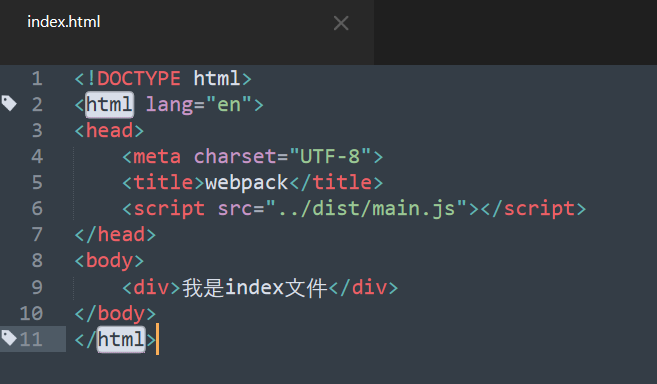 index.html
1 <!DOCTYPE html>
2 <html lang="en">
3 <head>
4     <meta charset="UTF-8">
5     <title>webpack</title>
6     <script src="../dist/main.js"></script>
7 </head>
8 <body>
9     <div>我是index文件</div>
10 </body>
11 </html>